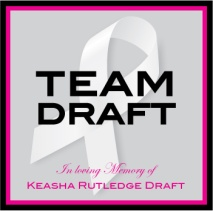 TEAM
DRAFT
In loving Memory of
KEASHA RUTLEDGE DRAFT